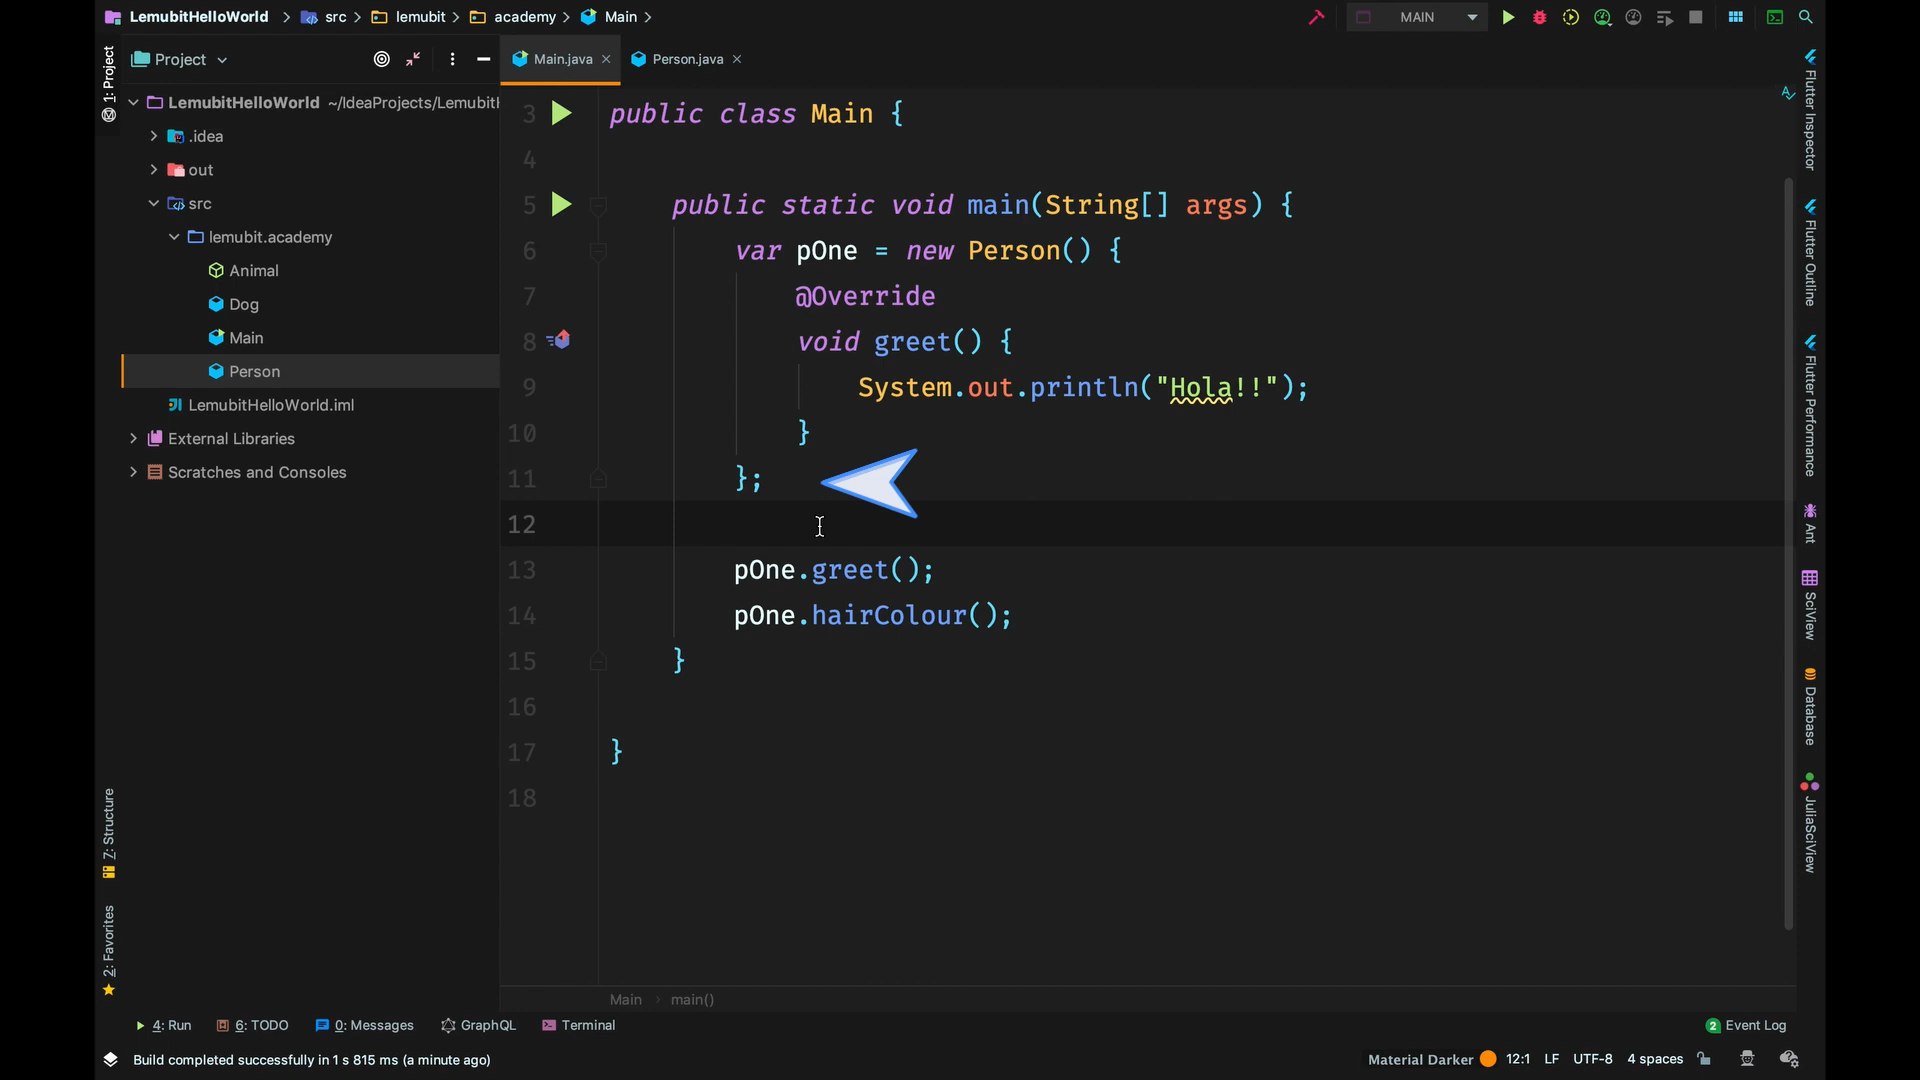 LemubitHelloWorld > src > lemubit > academy > Main >
MAIN
1: Project
Project
Main.java
Person.java
LemubitHelloWorld ~/IdeaProjects/Lemubit
.idea
out
src
lemubit.academy
Animal
Dog
Main
Person
LemubitHelloWorld.iml
External Libraries
Scratches and Consoles
3 public class Main {
4
5 public static void main(String[] args) {
6 var pOne = new Person() {
7 @Override
8 void greet() {
9 System.out.println("Hola!!");
10 }
11 };
12
13 pOne.greet();
14 pOne.hairColour();
15 }
16
17 }
18
Main > main()
Flutter Inspector
Flutter Outline
Flutter Performance
Ant
SciView
Database
JuliaSciView
Z: Structure
2: Favorites
4: Run 6: TODO 0: Messages GraphQL Terminal
2 Event Log
Build completed successfully in 1 s 815 ms (a minute ago)
Material Darker 12:1 LF UTF-8 4 spaces